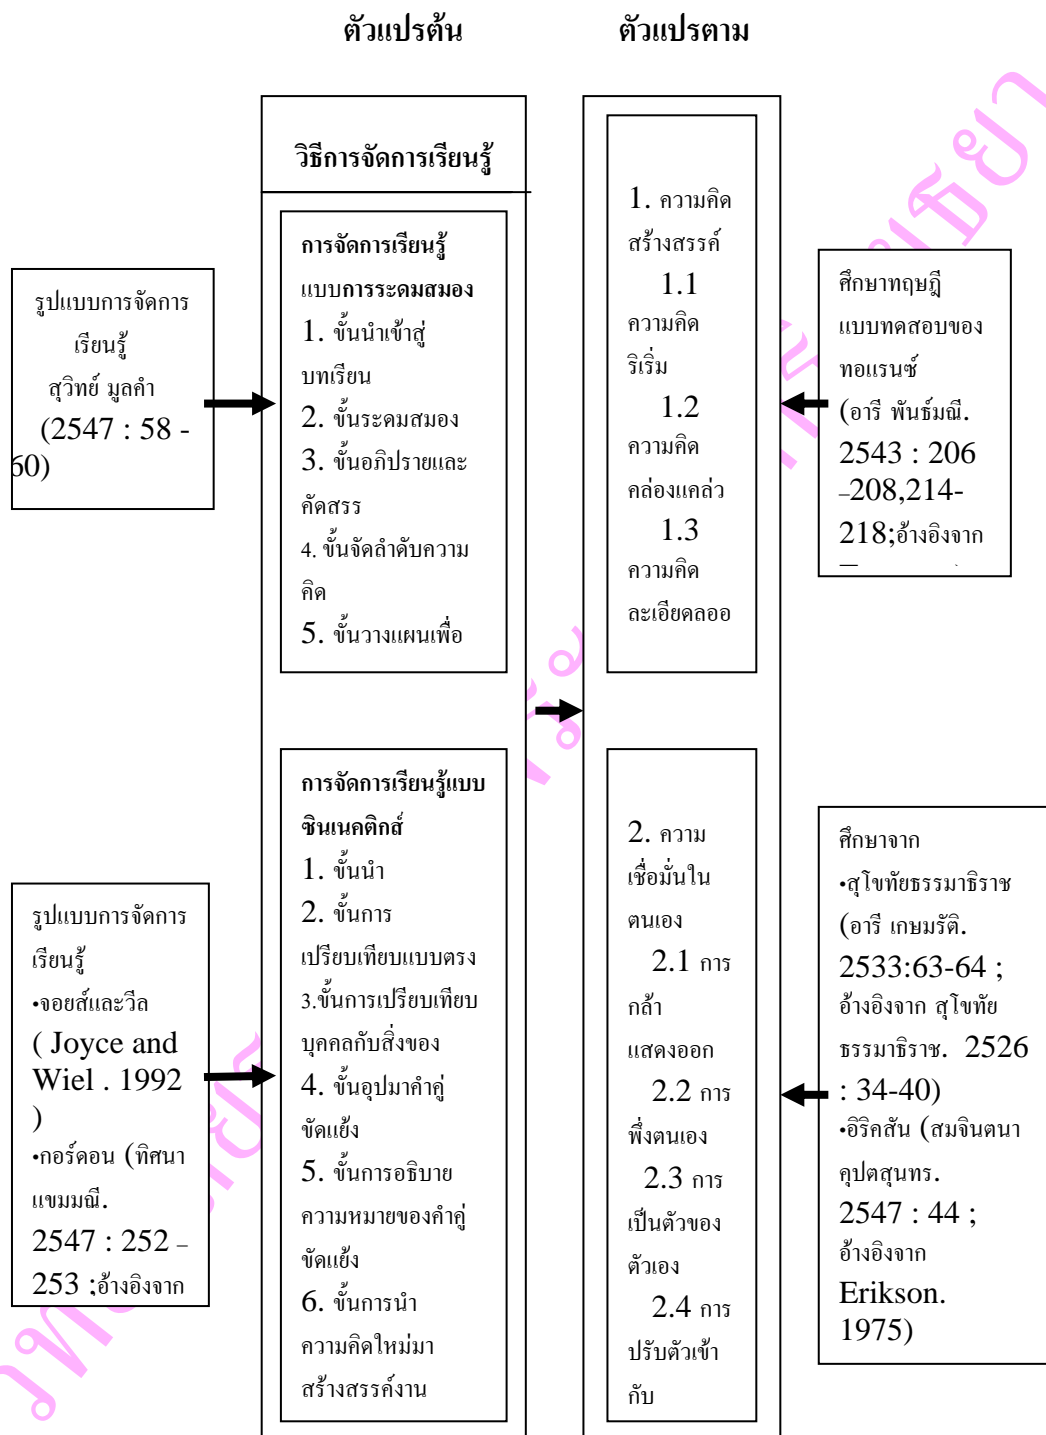 ตัวแปรต้น
ตัวแปรตาม
วิธีการจัดการเรียนรู้
รูปแบบการจัดการ
เรียนรู้
สุวิทย์ มูลคำ
(2547 : 58 -
60)
การจัดการเรียนรู้
แบบการระดมสมอง
1. ขั้นนำเข้าสู่
บทเรียน
2. ขั้นระดมสมอง
3. ขั้นอภิปรายและ
คัดสรร
4. ขั้นจัดลำดับความ
คิด
5. ขั้นวางแผนเพื่อ
1. ความคิด
สร้างสรรค์
1.1
ความคิด
ริเริ่ม
1.2
ความคิด
คล่องแคล่ว
1.3
ความคิด
ละเอียดลออ
ศึกษาทฤษฎี
แบบทดสอบของ
ทอแรนซ์
(อารี พันธ์มณี.
2543 : 206
–208,214-
218;อ้างอิงจาก
รูปแบบการจัดการ
เรียนรู้
•จอยส์และวีล
( Joyce and
Wiel . 1992
)
•กอร์ดอน (ทิศนา
แขมมณี.
2547 : 252 –
253 ;อ้างอิงจาก
การจัดการเรียนรู้แบบ
ซินเนคติกส์
1. ขั้นนำ
2. ขั้นการ
เปรียบเทียบแบบตรง
3.ขั้นการเปรียบเทียบ
บุคคลกับสิ่งของ
4. ขั้นอุปมาคำคู่
ขัดแย้ง
5. ขั้นการอธิบาย
ความหมายของคำคู่
ขัดแย้ง
6. ขั้นการนำ
ความคิดใหม่มา
สร้างสรรค์งาน
2. ความ
เชื่อมั่นใน
ตนเอง
2.1 การ
กล้า
แสดงออก
2.2 การ
พึ่งตนเอง
2.3 การ
เป็นตัวของ
ตัวเอง
2.4 การ
ปรับตัวเข้า
กับ
ศึกษาจาก
•สุโขทัยธรรมาธิราช
(อารี เกษมรัติ.
2533:63-64 ;
อ้างอิงจาก สุโขทัย
ธรรมาธิราช. 2526
: 34-40)
•อิริคสัน (สมจินตนา
คุปตสุนทร.
2547 : 44 ;
อ้างอิงจาก
Erikson.
1975)